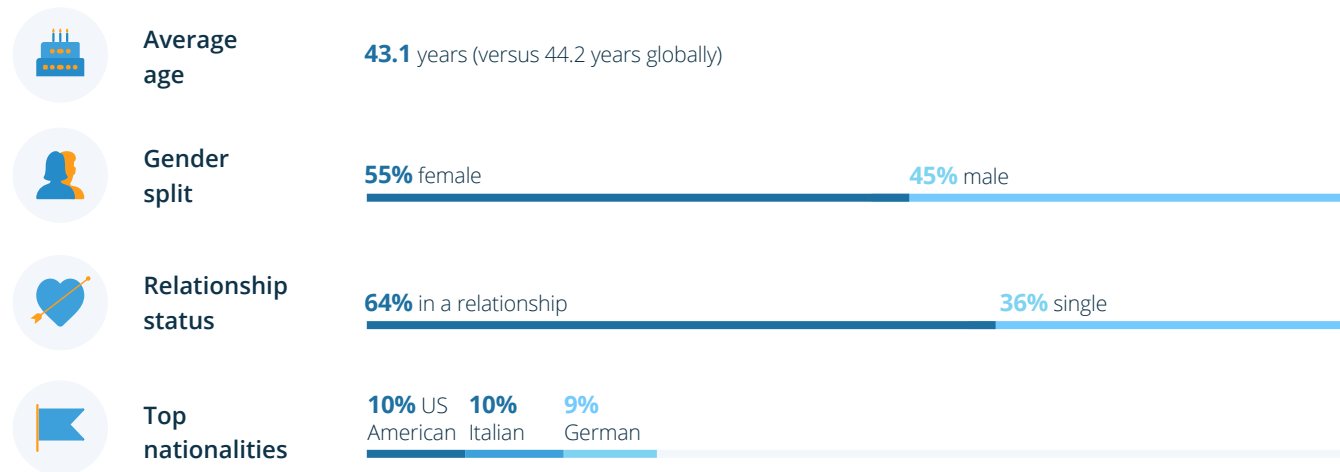 Average
age
43.1 years (versus 44.2 years globally)
Gender
split
55% female
45% male
Relationship
status
64% in a relationship
36% single
Top
nationalities
10% US
American
10%
Italian
9%
German